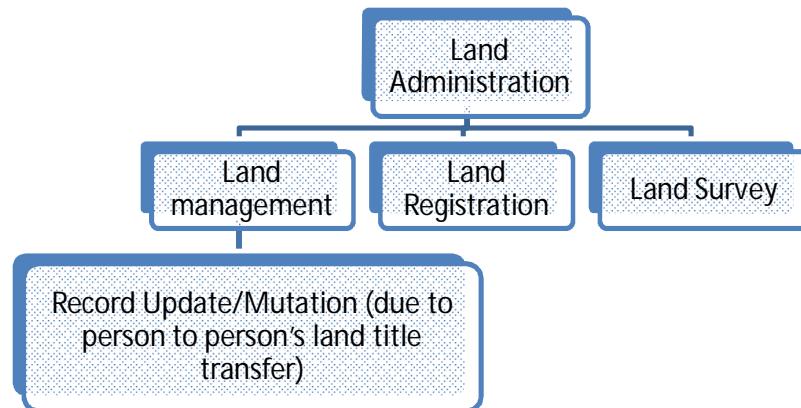 Land
Administration
Land
management
Land
Registration
Land Survey
Record Update/Mutation (due to
person to person’s land title
transfer)